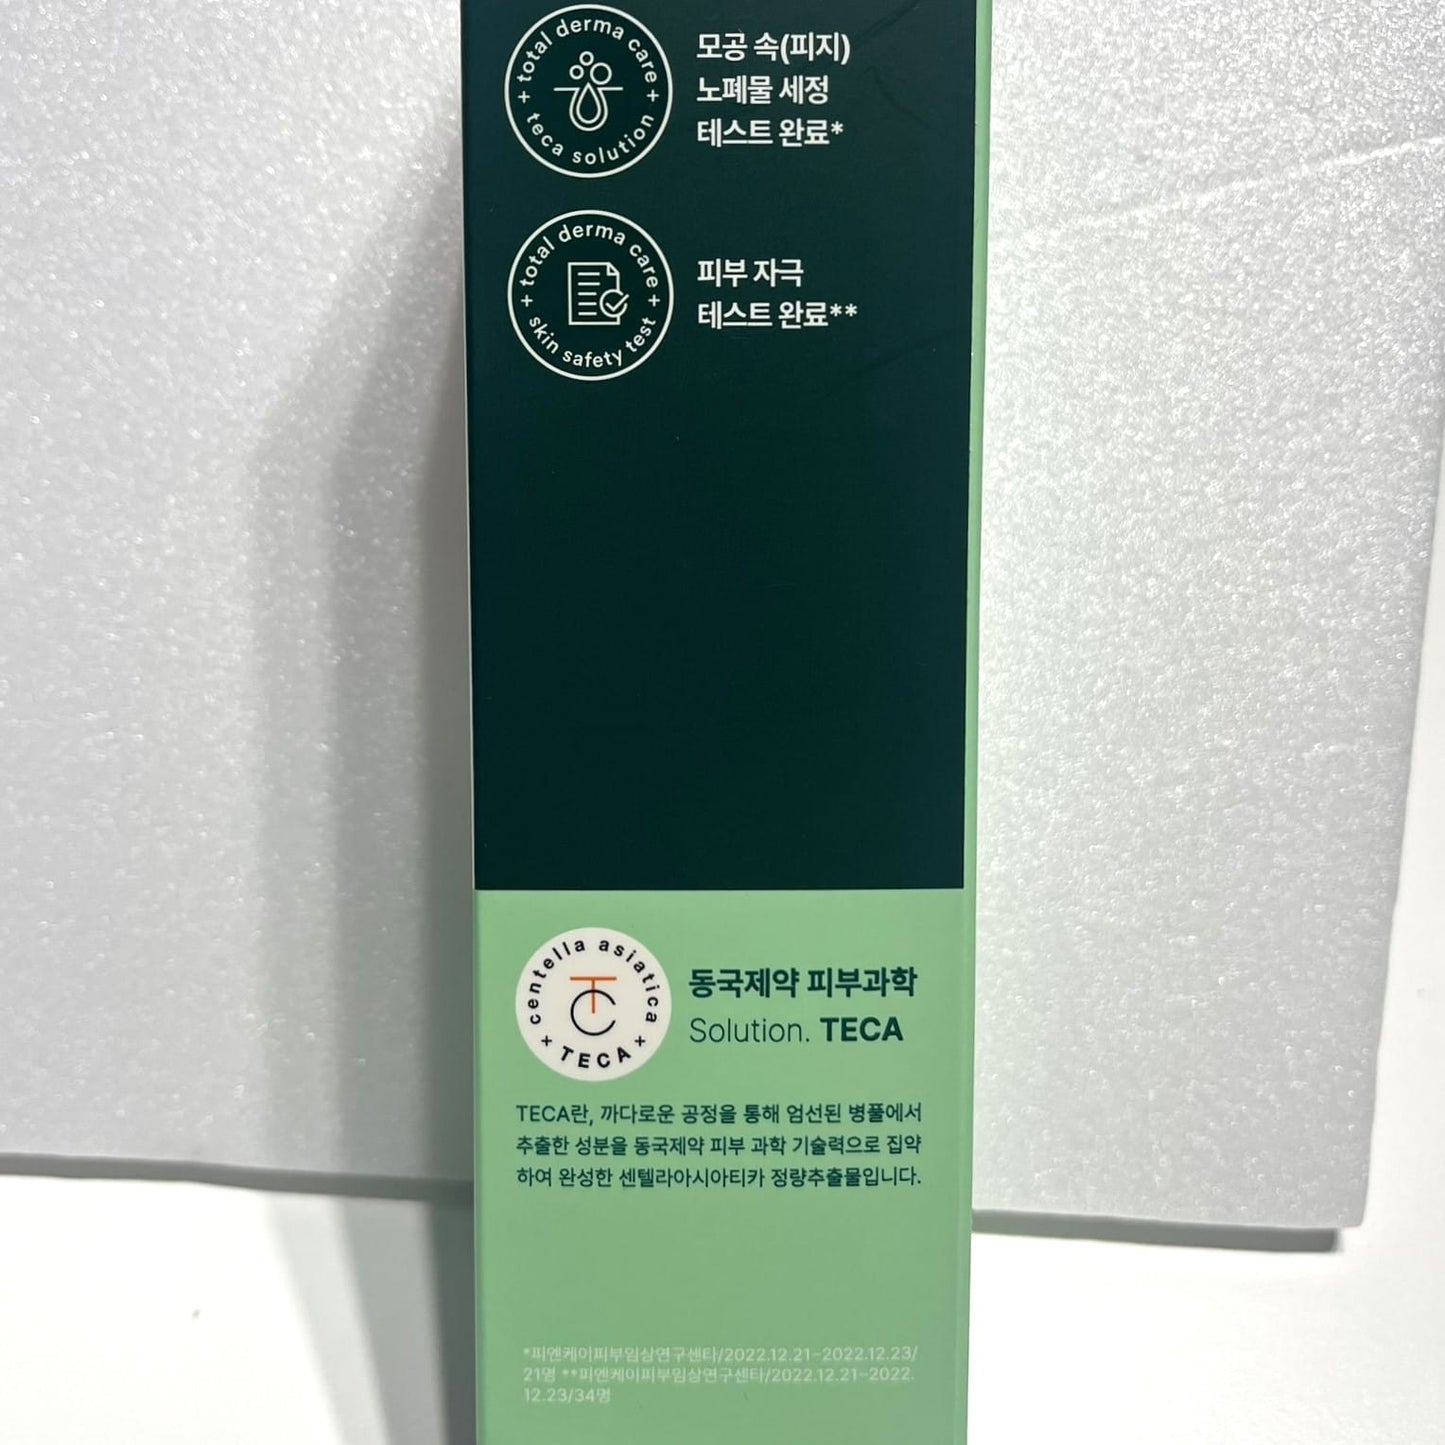 + total derma care +
teca solution
모공 속(피지)
노폐물 세정
테스트 완료*
+ total derma care +
skin safety test
피부 자극
테스트 완료**
centella asiatica
+ TECA +
TC
동국제약 피부과학
Solution. TECA
TECA란, 까다로운 공정을 통해 엄선된 병풀에서
추출한 성분을 동국제약 피부 과학 기술력으로 집약
하여 완성한 센텔라아시아티카 정량추출물입니다.
*피엔케이피부임상연구센타/2022.12.21~2022.12.23/
21명 **피엔케이피부임상연구센타/2022.12.21~2022.
12.23/34명